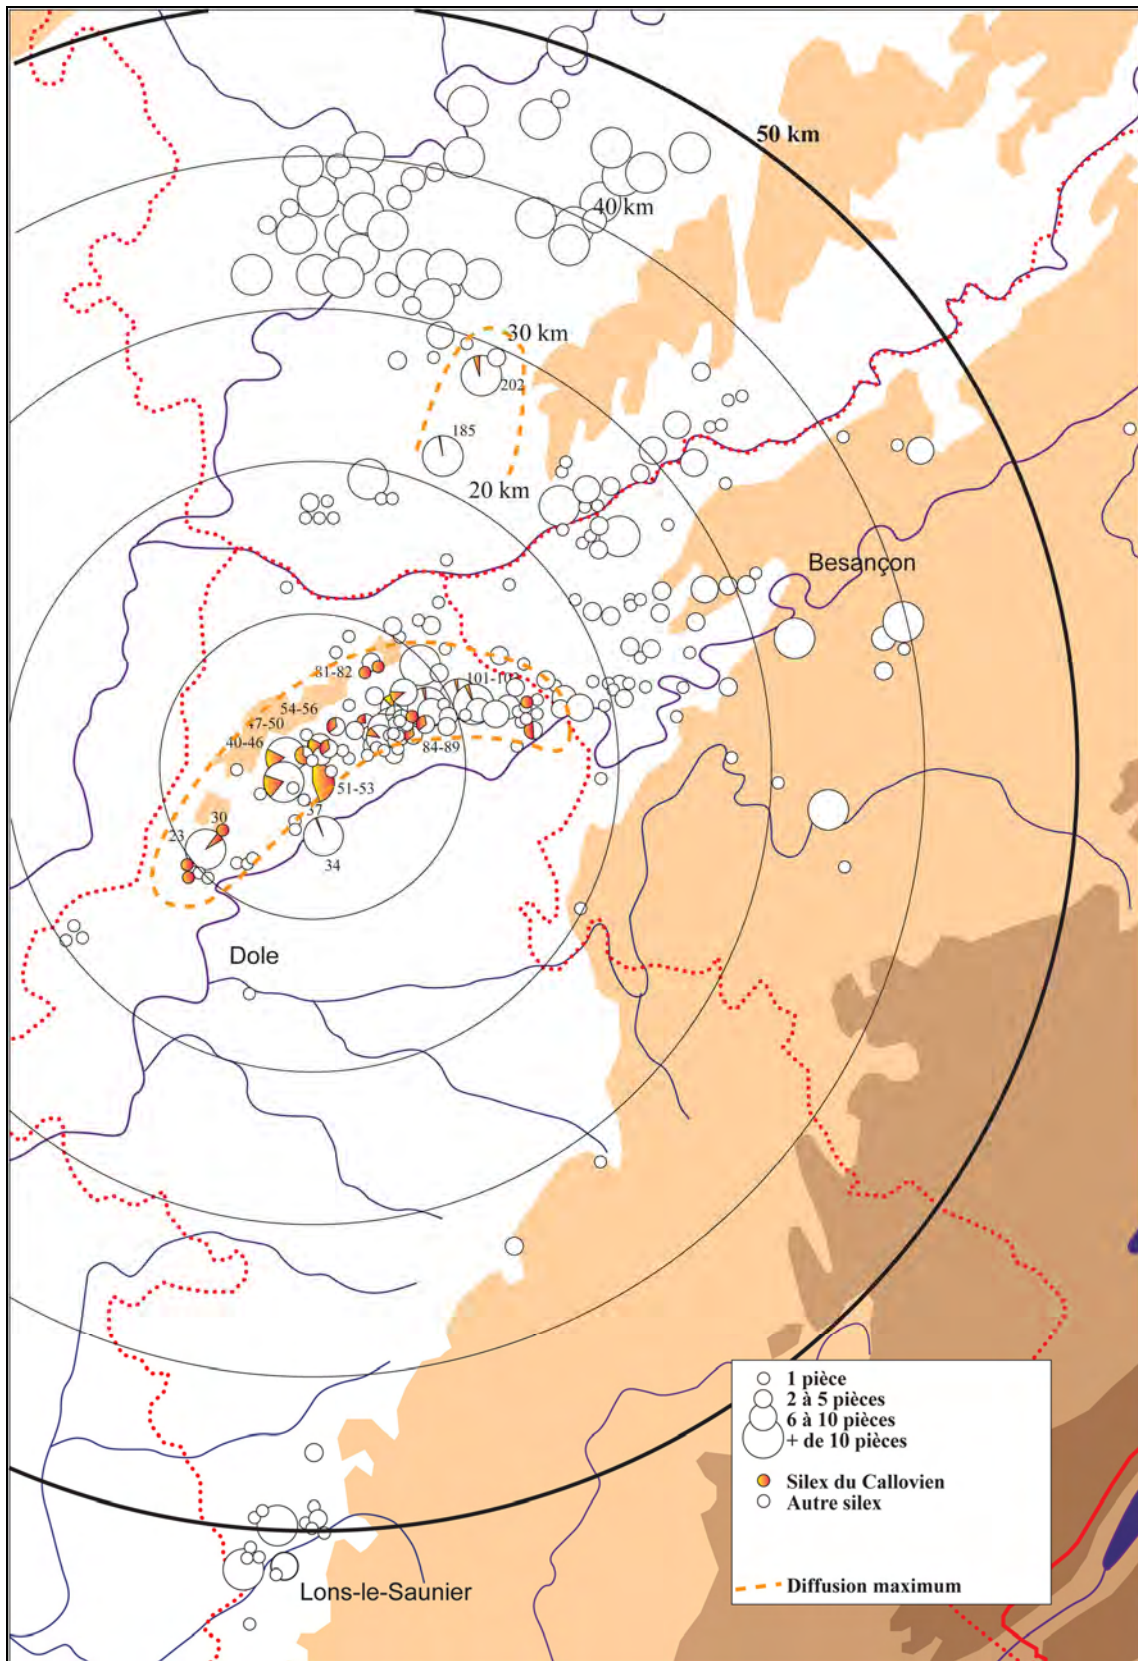 50 km
40 km
30 km
202
185
20 km
Besançon
81-82
101-10
54-56
47-50
40-46
84-89
51-53
37
30
23
34
Dole
1 pièce
2 à 5 pièces
6 à 10 pièces
+ de 10 pièces
Silex du Callovien
Autre silex
Diffusion maximum
Lons-le-Saunier